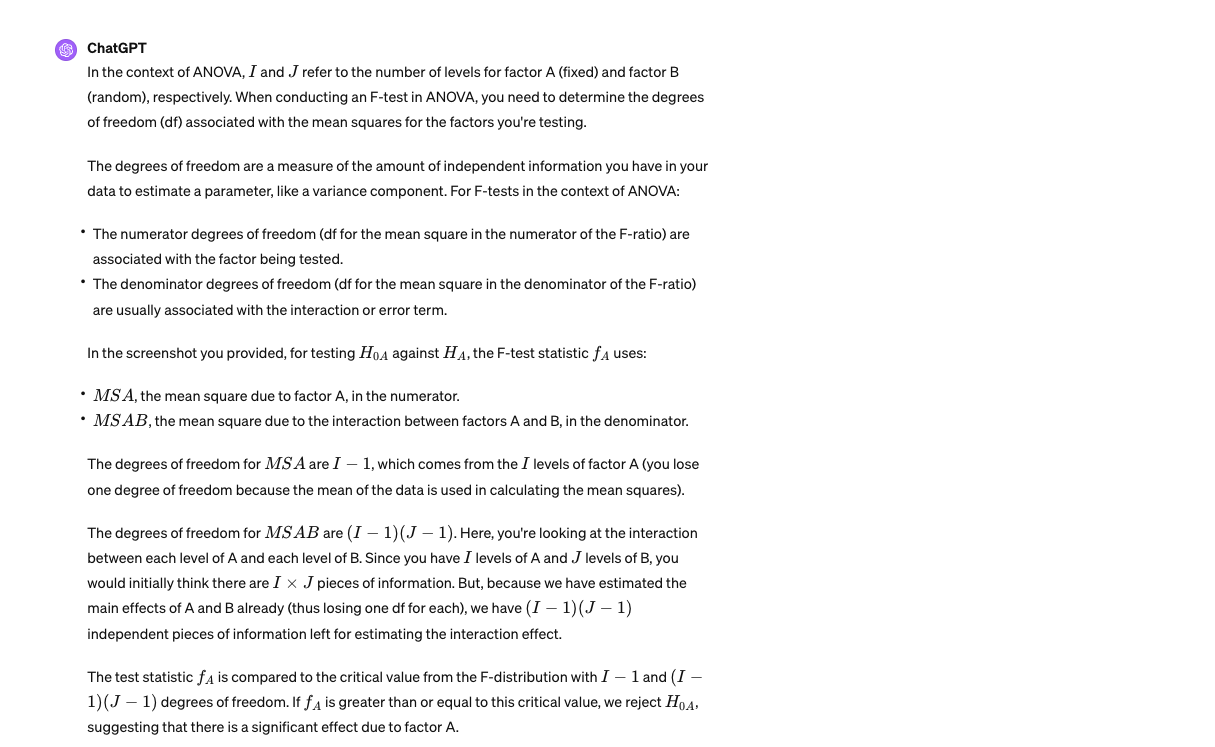 ChatGPT
In the context of ANOVA, I and J refer to the number of levels for factor A (fixed) and factor B
(random), respectively. When conducting an F-test in ANOVA, you need to determine the degrees
of freedom (df) associated with the mean squares for the factors you're testing.
The degrees of freedom are a measure of the amount of independent information you have in your
data to estimate a parameter, like a variance component. For F-tests in the context of ANOVA:
• The numerator degrees of freedom (df for the mean square in the numerator of the F-ratio) are
associated with the factor being tested.
• The denominator degrees of freedom (df for the mean square in the denominator of the F-ratio)
are usually associated with the interaction or error term.
In the screenshot you provided, for testing H₀A against HA, the F-test statistic fA uses:
• MSA, the mean square due to factor A, in the numerator.
• MSAB, the mean square due to the interaction between factors A and B, in the denominator.
The degrees of freedom for MSA are I − 1, which comes from the I levels of factor A (you lose
one degree of freedom because the mean of the data is used in calculating the mean squares).
The degrees of freedom for MSAB are (I − 1)(J − 1). Here, you're looking at the interaction
between each level of A and each level of B. Since you have I levels of A and J levels of B, you
would initially think there are I × J pieces of information. But, because we have estimated the
main effects of A and B already (thus losing one df for each), we have (I − 1)(J − 1)
independent pieces of information left for estimating the interaction effect.
The test statistic fA is compared to the critical value from the F-distribution with I − 1 and (I −
1)(J − 1) degrees of freedom. If fA is greater than or equal to this critical value, we reject H₀A,
suggesting that there is a significant effect due to factor A.